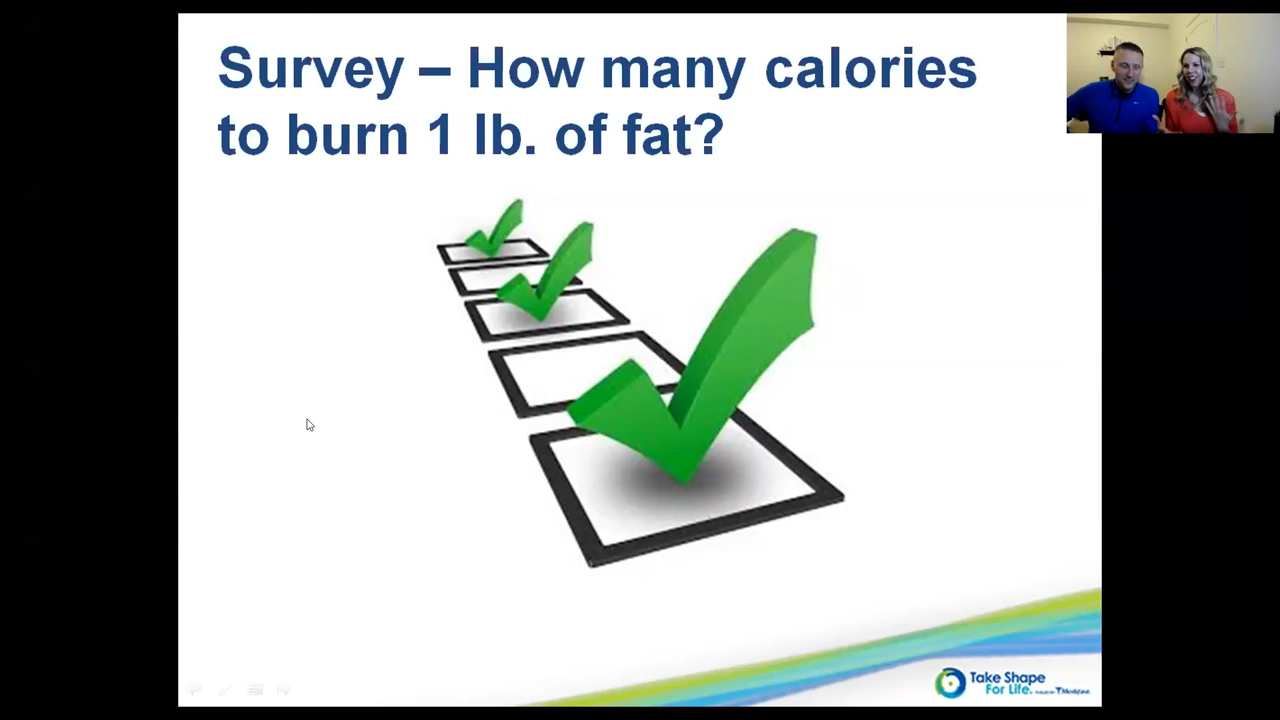 Survey – How many calories
to burn 1 lb. of fat?
Take Shape
For Life